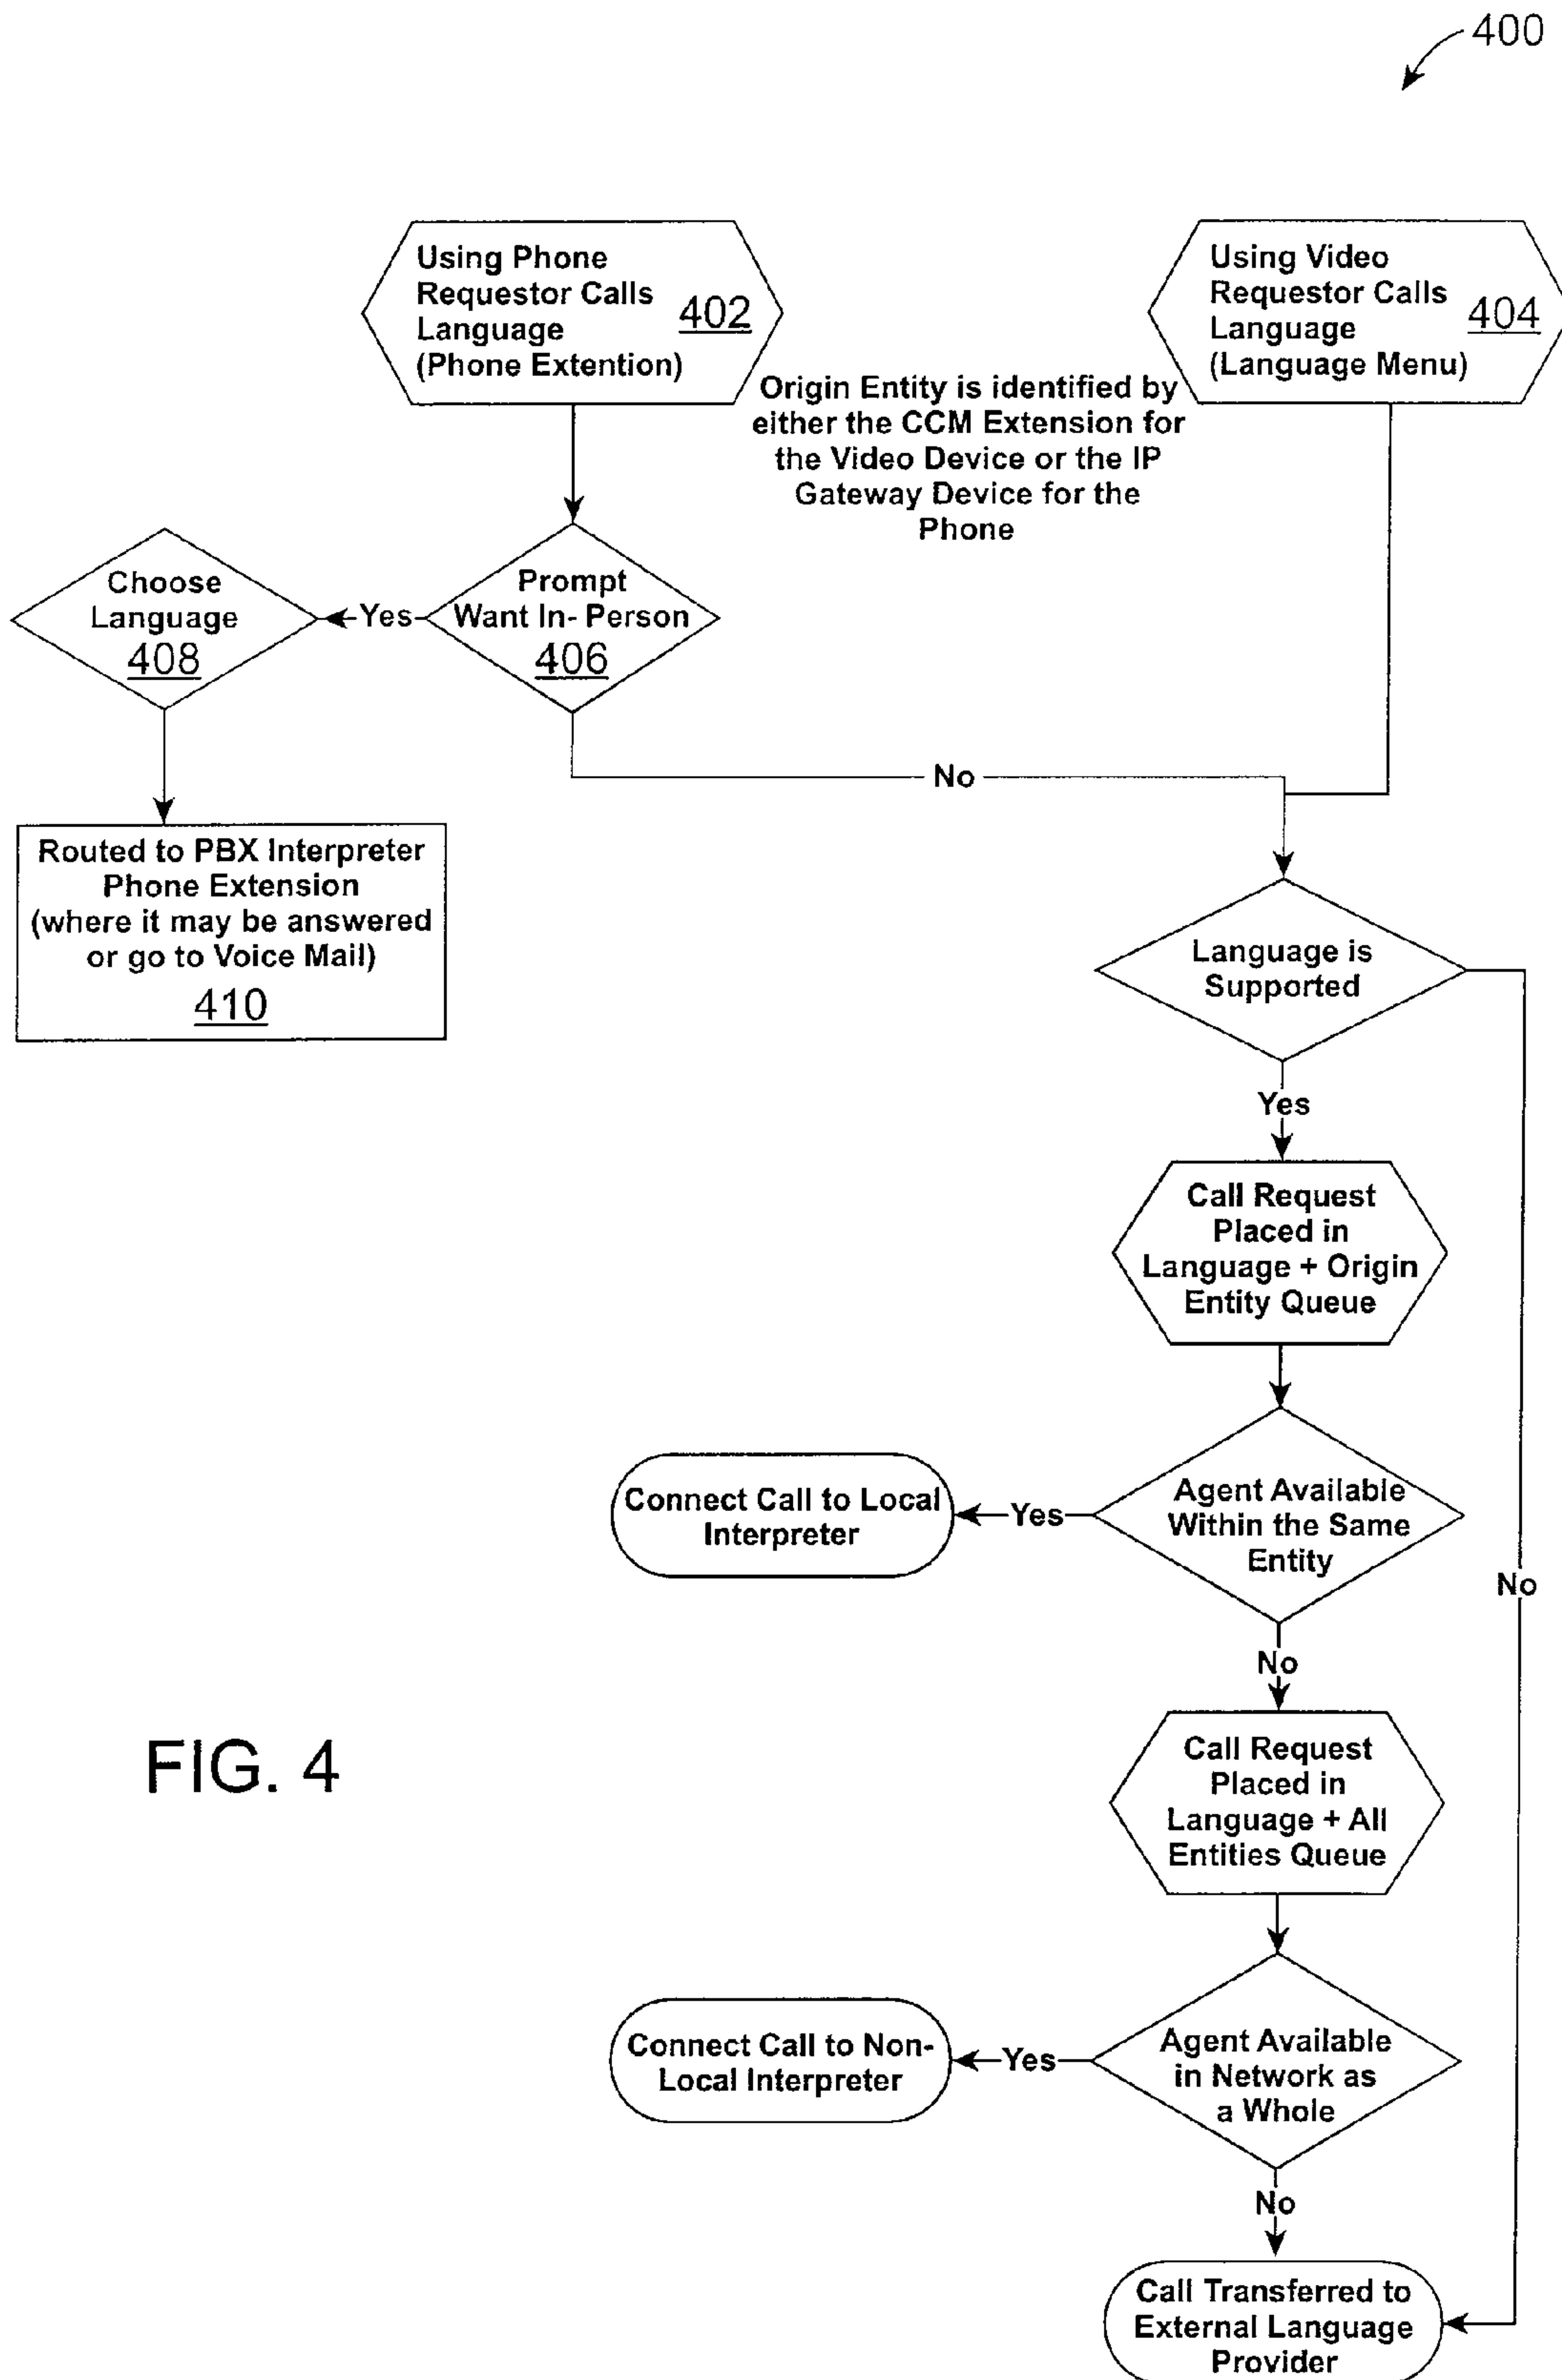 400
Using Phone
Requestor Calls
Language
(Phone Extention)
402
Using Video
Requestor Calls
Language
(Language Menu)
404
Origin Entity is identified by
either the CCM Extension for
the Video Device or the IP
Gateway Device for the
Phone
Choose
Language
408
Yes
Prompt
Want In- Person
406
No
Routed to PBX Interpreter
Phone Extension
(where it may be answered
or go to Voice Mail)
410
Language is
Supported
Yes
Call Request
Placed in
Language + Origin
Entity Queue
Connect Call to Local
Interpreter
Yes
Agent Available
Within the Same
Entity
No
No
Call Request
Placed in
Language + All
Entities Queue
FIG. 4
Connect Call to Non-
Local Interpreter
Yes
Agent Available
in Network as
a Whole
No
Call Transferred to
External Language
Provider